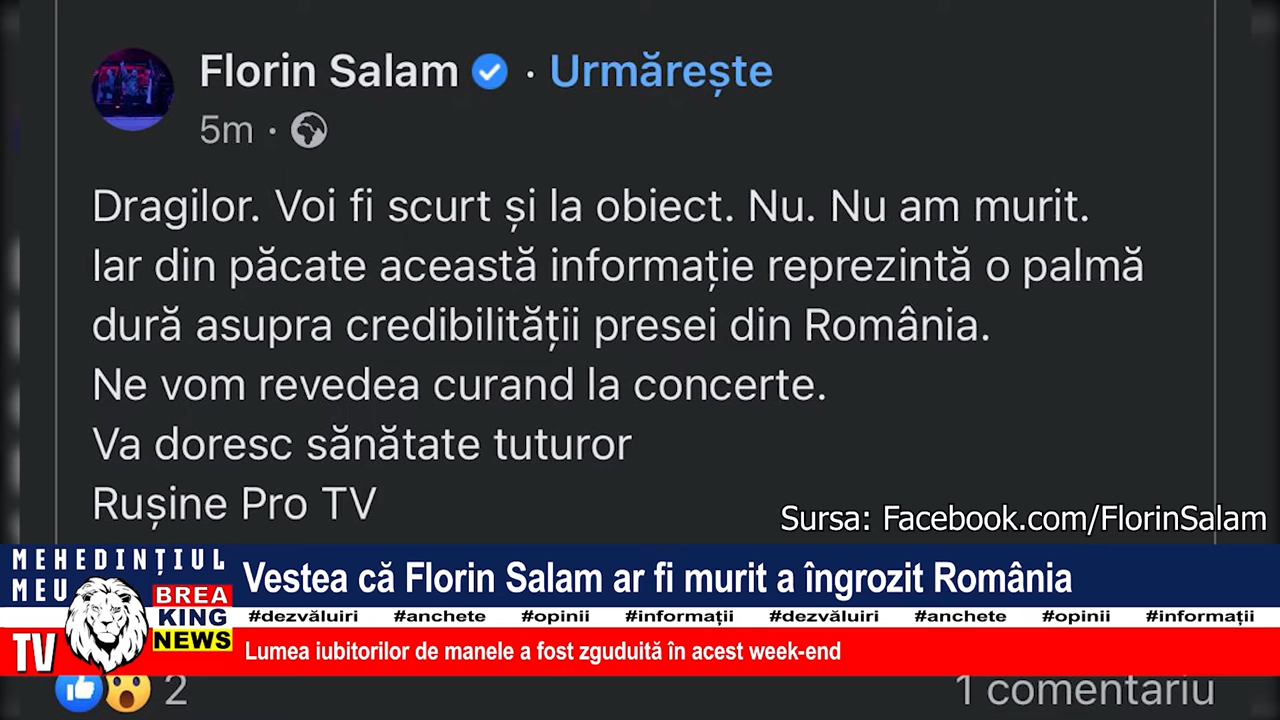 Florin Salam · Urmărește
5m ·
Dragilor. Voi fi scurt și la obiect. Nu. Nu am murit.
Iar din păcate această informație reprezintă o palmă
dură asupra credibilității presei din România.
Ne vom revedea curand la concerte.
Va doresc sănătate tuturor
Rușine Pro TV
Sursa: Facebook.com/FlorinSalam
MEHEDINȚIUL
MEU
TV
BREA
KING
NEWS
Vestea că Florin Salam ar fi murit a îngrozit România
#dezvăluiri #anchete #opinii #informații #dezvăluiri #anchete #opinii #informații
Lumea iubitorilor de manele a fost zguduită în acest week-end
2
1 comentariu